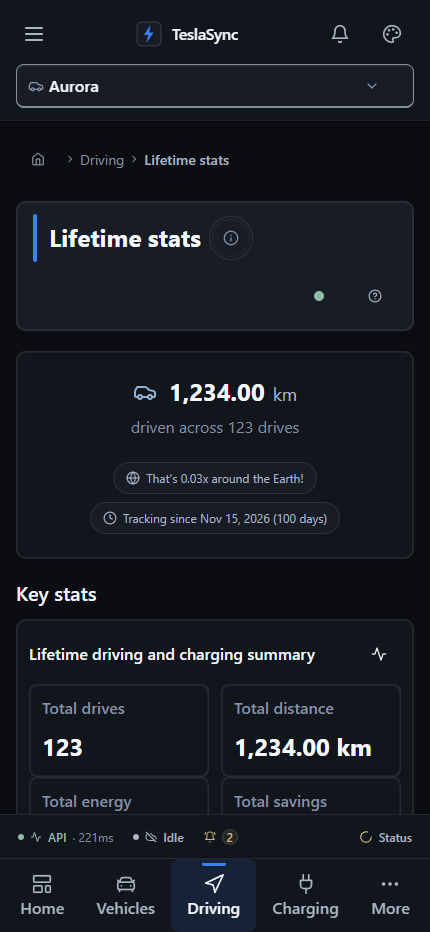 TeslaSync
Aurora
Driving
Lifetime stats
Lifetime stats
1,234.00 km
driven across 123 drives
That's 0.03x around the Earth!
Tracking since Nov 15, 2026 (100 days)
Key stats
Lifetime driving and charging summary
Total drives
123
Total distance
1,234.00 km
Total energy
Total savings
API · 221ms
Idle
2
Status
Home
Vehicles
Driving
Charging
More